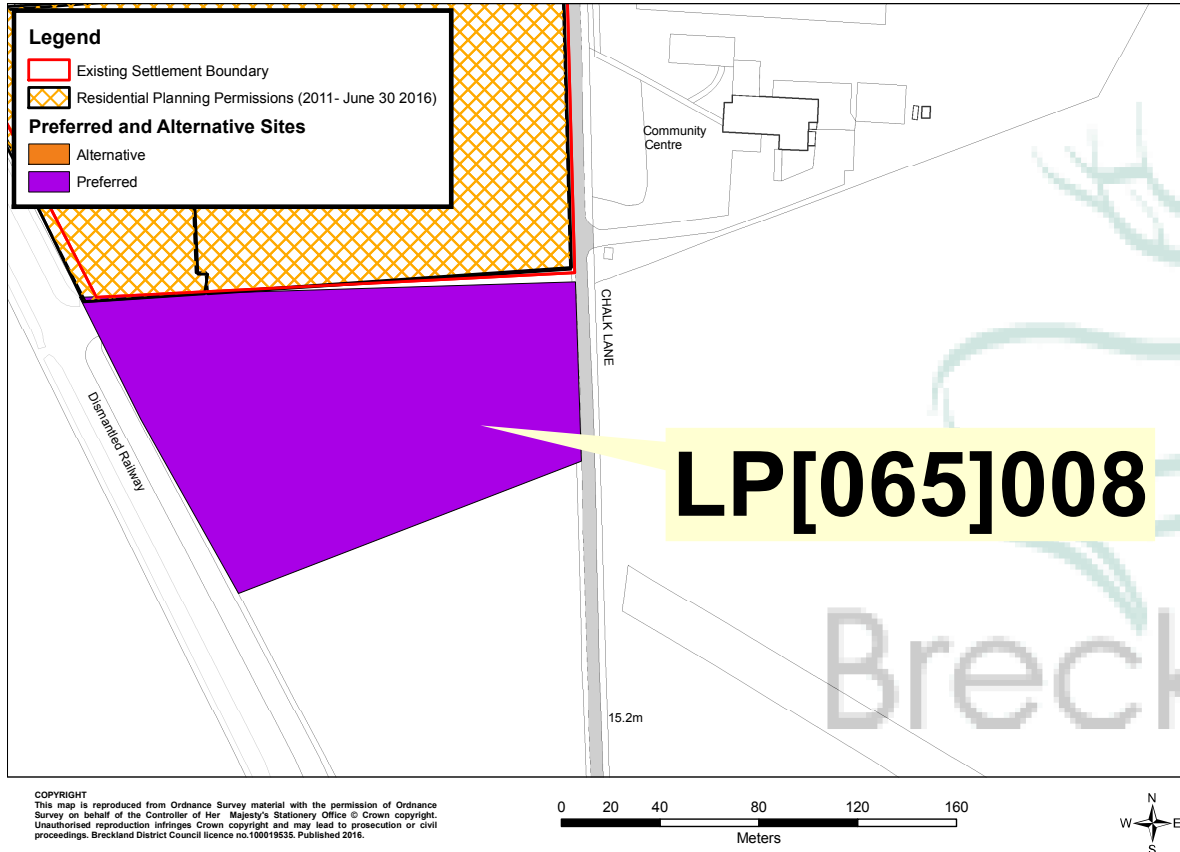 Legend
Existing Settlement Boundary
Residential Planning Permissions (2011- June 30 2016)
Preferred and Alternative Sites
Alternative
Preferred
Community
Centre
CHALK LANE
Dismantled Railway
LP[065]008
15.2m
Breck
COPYRIGHT
This map is reproduced from Ordnance Survey material with the permission of Ordnance
Survey on behalf of the Controller of Her Majesty's Stationery Office © Crown copyright.
Unauthorised reproduction infringes Crown copyright and may lead to prosecution or civil
proceedings. Breckland District Council licence no.100019535. Published 2016.
0 20 40 80 120 160
Meters
N
W E
S